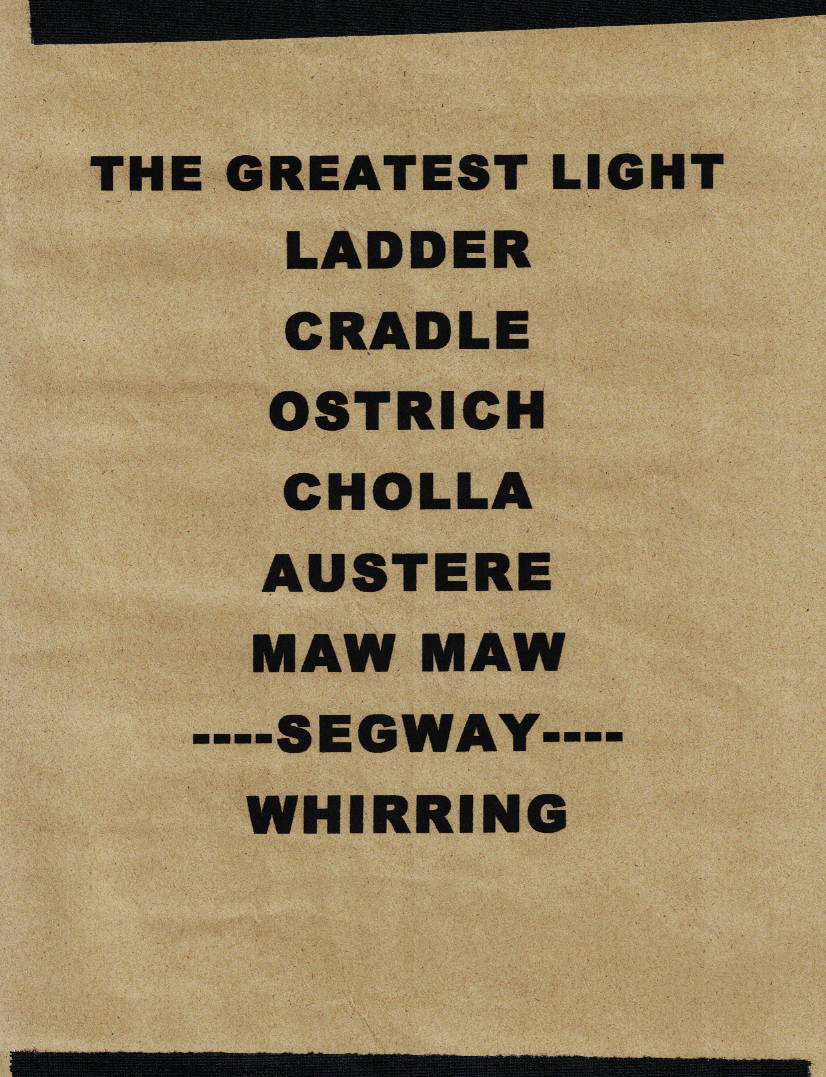 THE GREATEST LIGHT
LADDER
CRADLE
OSTRICH
CHOLLA
AUSTERE
MAW MAW
----SEGWAY----
WHIRRING